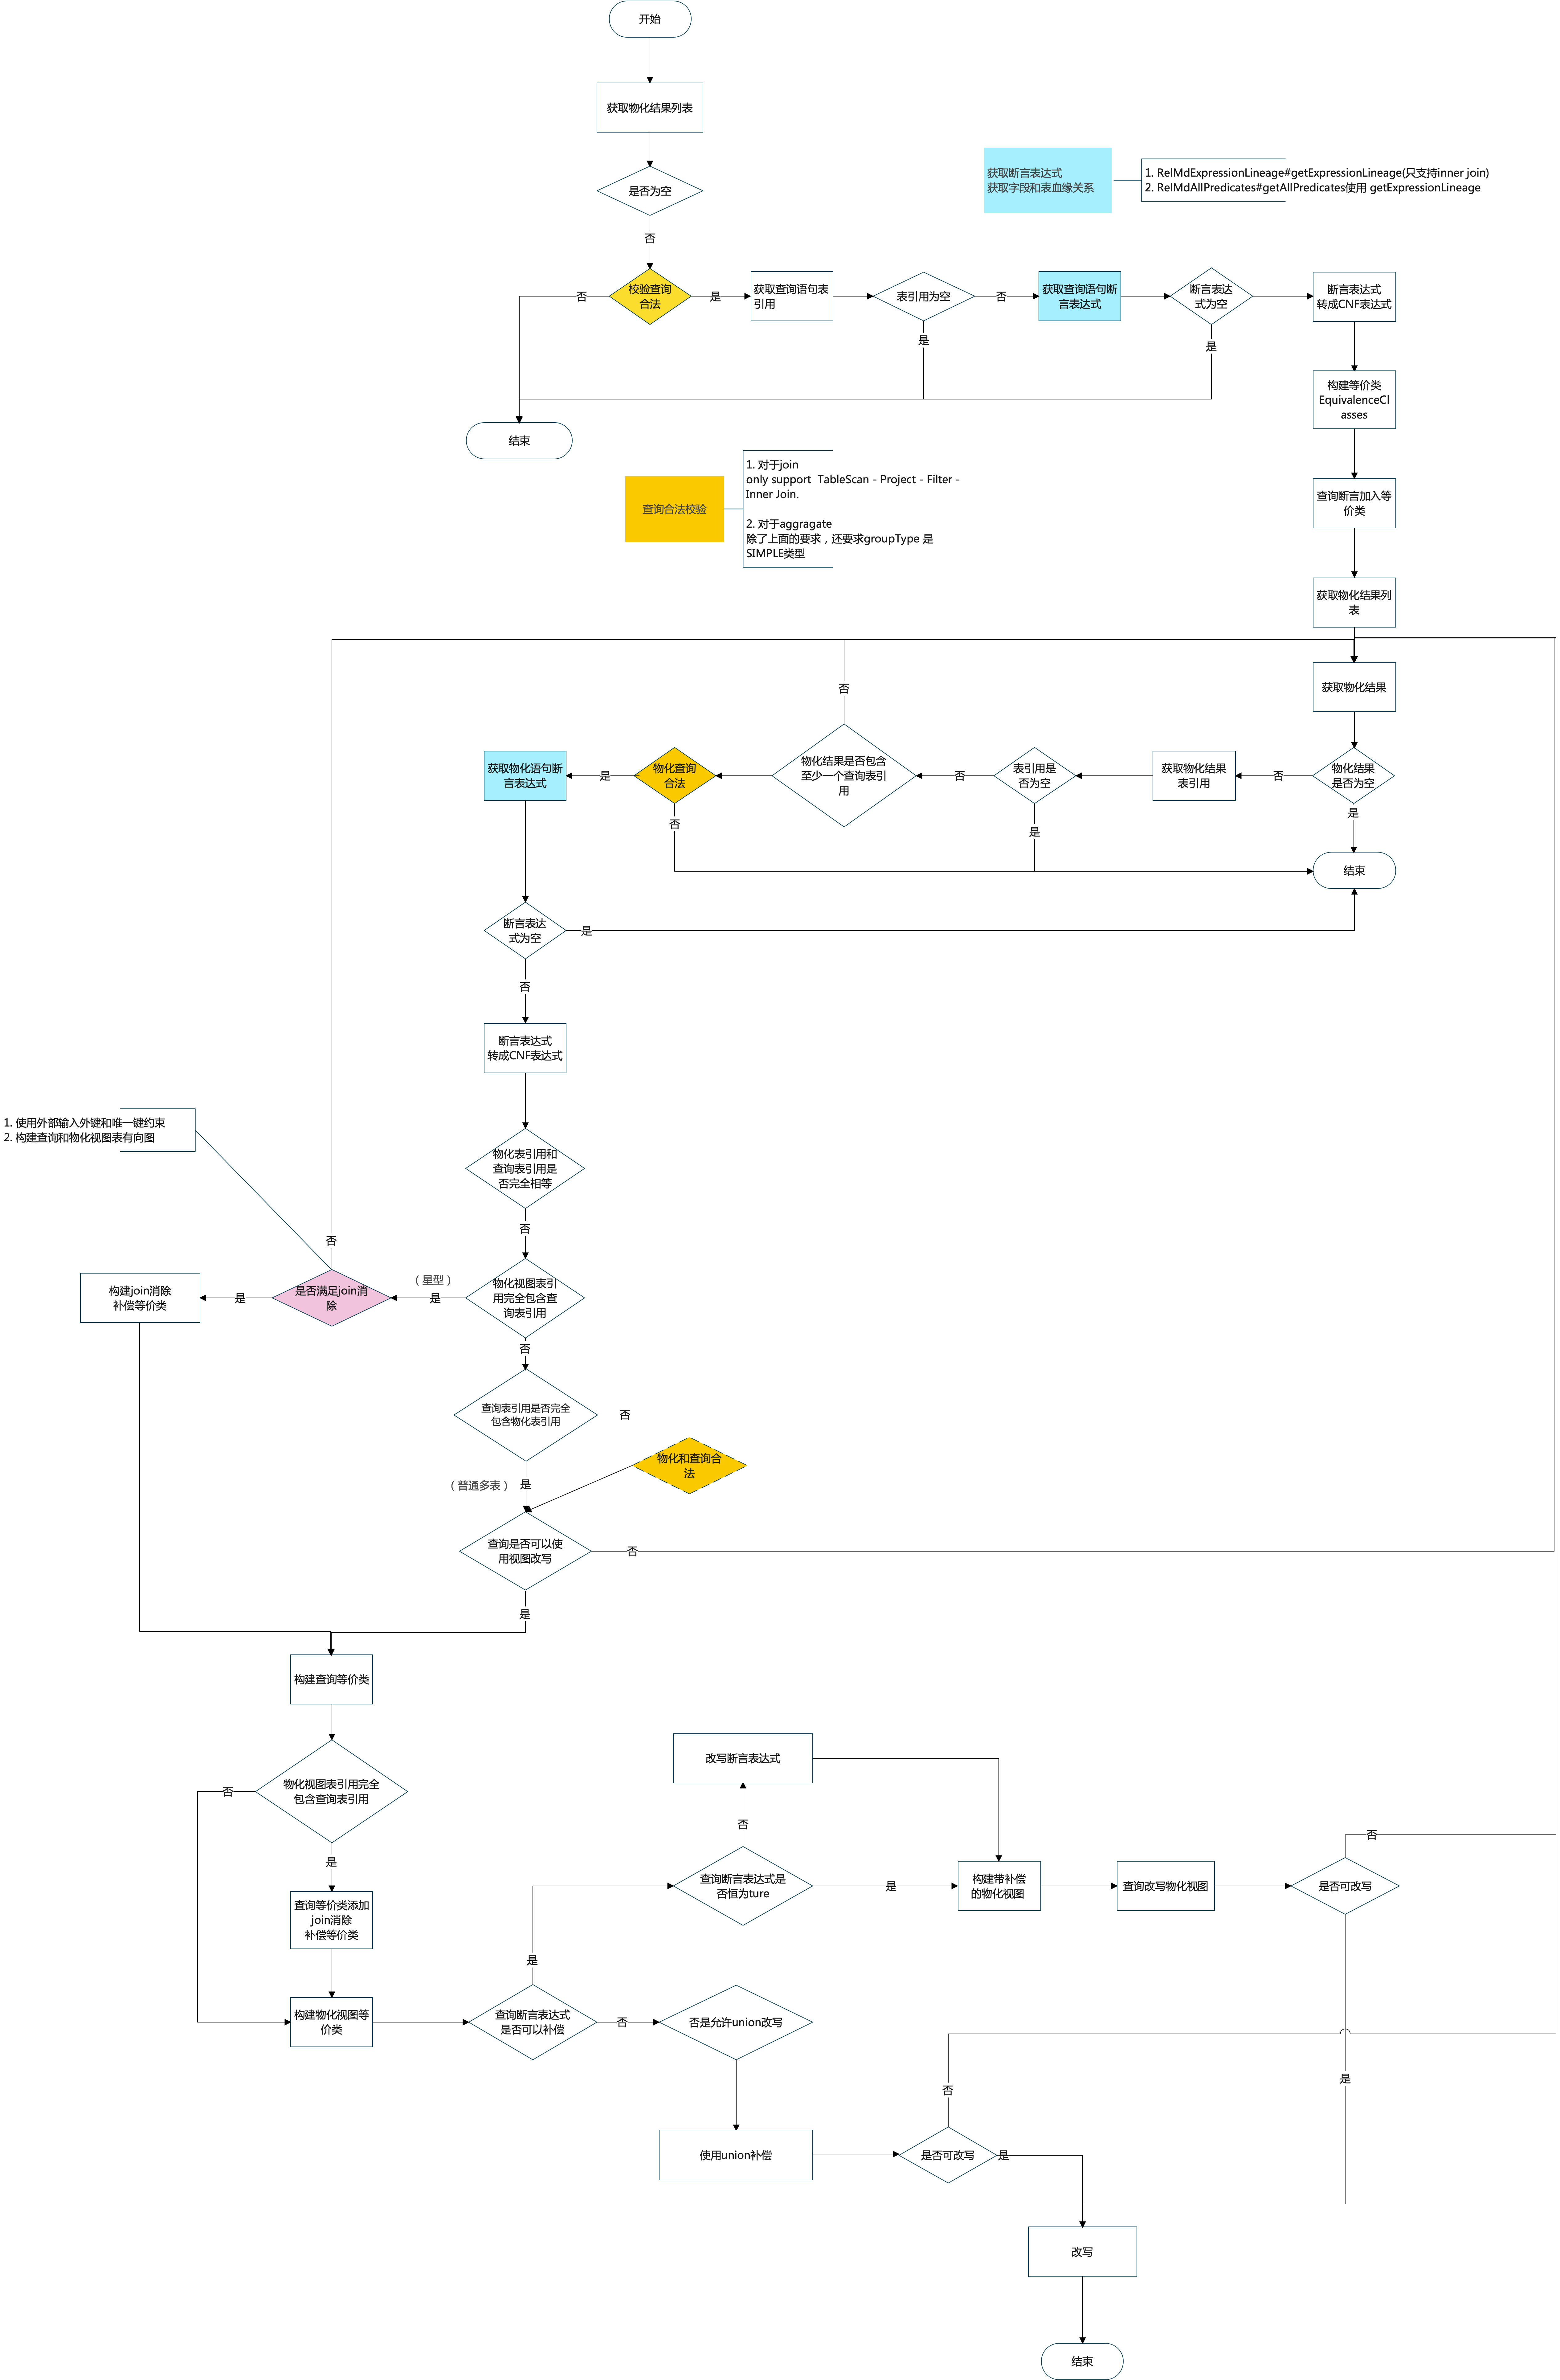 开始
获取物化结果列表
是否为空
否
获取断言表达式
获取字段和表血缘关系
1. RelMdExpressionLineage#getExpressionLineage(只支持inner join)
2. RelMdAllPredicates#getAllPredicates使用 getExpressionLineage
否
校验查询
合法
是
获取查询语句表
引用
表引用为空
否
获取查询语句断
言表达式
断言表达
式为空
断言表达式
转成CNF表达式
是
是
构建等价类
EquivalenceCl
asses
结束
查询合法校验
1. 对于join
only support  TableScan - Project - Filter -
Inner Join.
2. 对于aggragate
除了上面的要求，还要求groupType 是
SIMPLE类型
查询断言加入等
价类
获取物化结果列
表
获取物化结果
否
获取物化语句断
言表达式
是
物化查询
合法
物化结果是否包含
至少一个查询表引
用
否
表引用是
否为空
获取物化结果
表引用
否
物化结果
是否为空
否
是
是
结束
断言表达
式为空
是
否
断言表达式
转成CNF表达式
1. 使用外部输入外键和唯一键约束
2. 构建查询和物化视图表有向图
物化表引用和
查询表引用是
否完全相等
否
否
构建join消除
补偿等价类
是
是否满足join消
除
（星型）
是
物化视图表引
用完全包含查
询表引用
否
查询表引用是否完全
包含物化表引用
否
物化和查询合
法
（普通多表）
是
查询是否可以使
用视图改写
否
是
构建查询等价类
物化视图表引用完全
包含查询表引用
否
是
查询等价类添加
join消除
补偿等价类
构建物化视图等
价类
改写断言表达式
否
查询断言表达式是
否恒为ture
是
构建带补偿
的物化视图
查询改写物化视图
是否可改写
否
是
查询断言表达式
是否可以补偿
否
否是允许union改写
否
是
使用union补偿
是否可改写
是
改写
结束